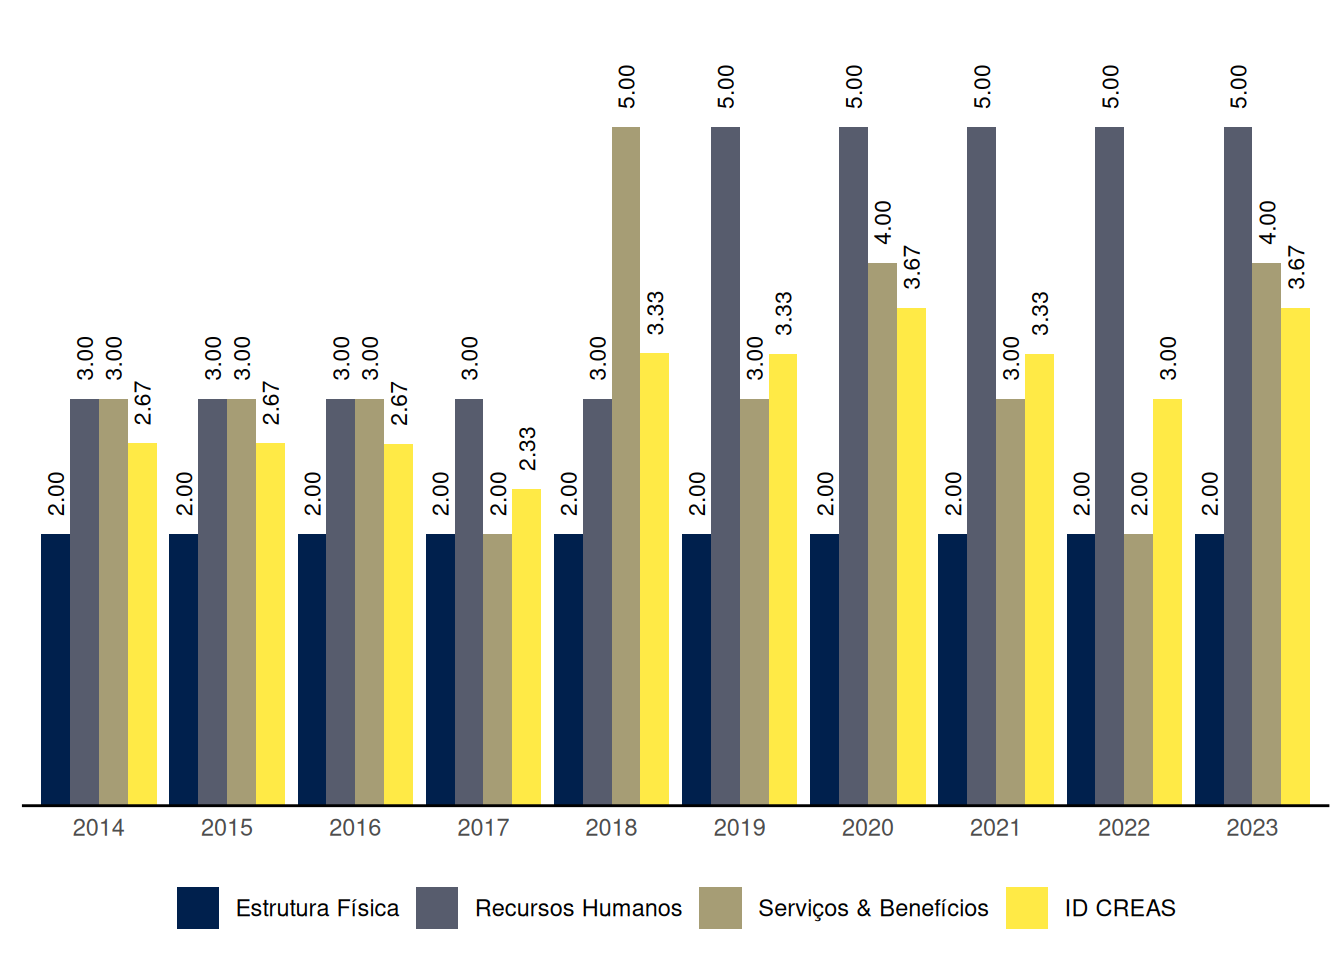 5.00 5.00 5.00 5.00 5.00 5.00
4.00 4.00
3.67 3.67
3.33 3.33 3.33
3.00 3.00 3.00 3.00 3.00 3.00 3.00 3.00 3.00 3.00 3.00
2.67 2.67 2.67
2.33
2.00 2.00 2.00 2.00 2.00 2.00 2.00 2.00 2.00 2.00 2.00 2.00
2014 2015 2016 2017 2018 2019 2020 2021 2022 2023
Estrutura Física Recursos Humanos Serviços & Benefícios ID CREAS